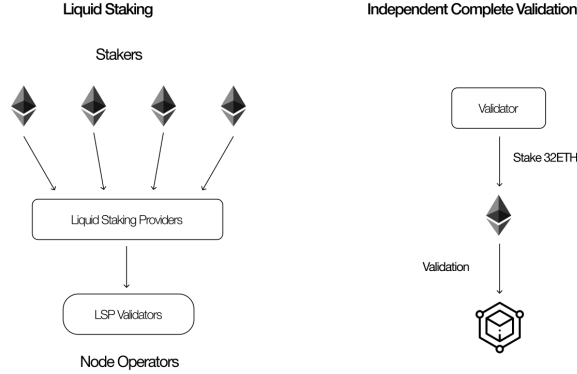 Liquid Staking
Stakers
Liquid Staking Providers
LSP Validators
Node Operators
Independent Complete Validation
Validator
Stake 32ETH
Validation